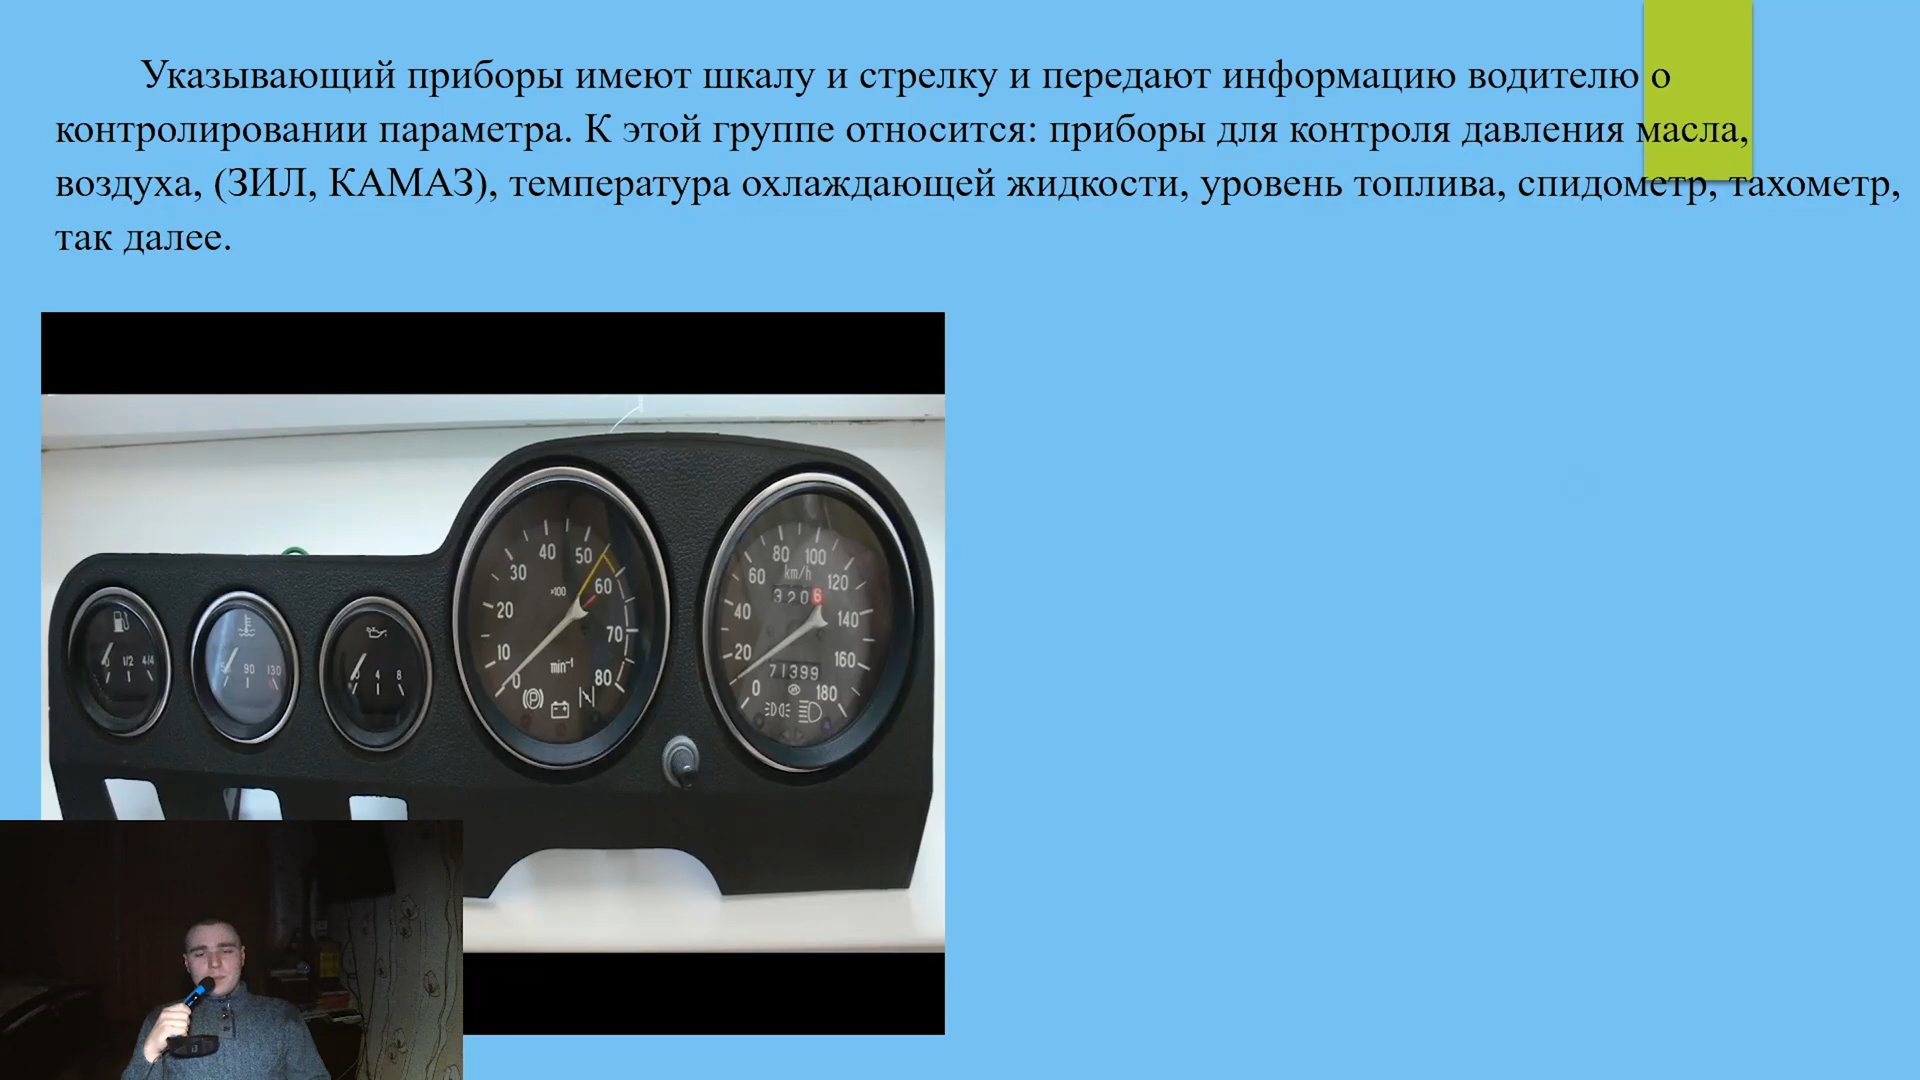 Указывающий приборы имеют шкалу и стрелку и передают информацию водителю о
контролировании параметра. К этой группе относится: приборы для контроля давления масла,
воздуха, (ЗИЛ, КАМАЗ), температура охлаждающей жидкости, уровень топлива, спидометр, тахометр,
так далее.
0 1/2 4/4
90 130
4 8
10 20 30 40 50 60 70 80
0
×100
min-1
0 20 40 60 80 100 120 140 160 180
km/h
3206
71399